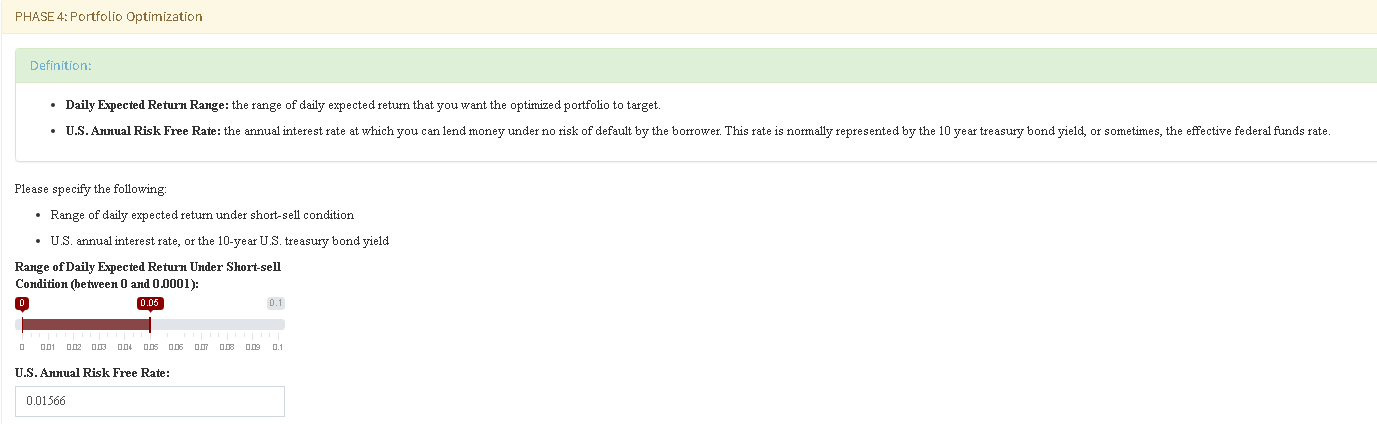 PHASE 4: Portfolio Optimization
Definition:
• Daily Expected Return Range: the range of daily expected return that you want the optimized portfolio to target.
• U.S. Annual Risk Free Rate: the annual interest rate at which you can lend money under no risk of default by the borrower. This rate is normally represented by the 10 year treasury bond yield, or sometimes, the effective federal funds rate.
Please specify the following:
• Range of daily expected return under short-sell condition
• U.S. annual interest rate, or the 10-year U.S. treasury bond yield
Range of Daily Expected Return Under Short-sell
Condition (between 0 and 0.0001):
0 0.05 0.1
0 0.01 0.02 0.03 0.04 0.05 0.06 0.07 0.08 0.09 0.1
U.S. Annual Risk Free Rate:
0.01566